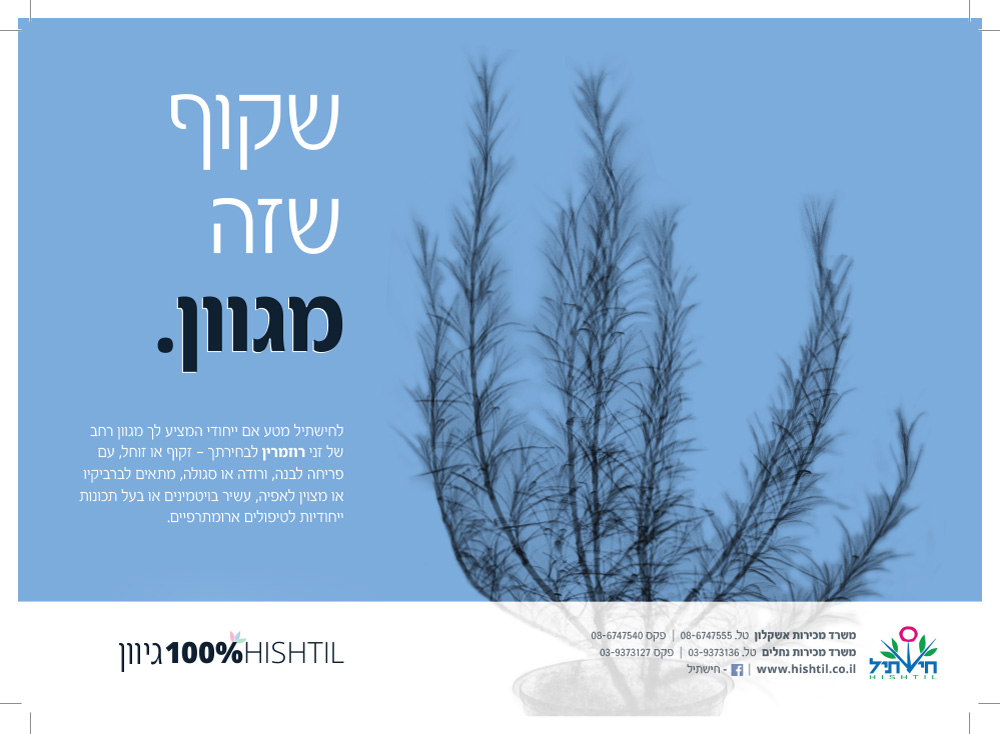 שקוף
שזה
מגוון.
לחישתיל מטע אם ייחודי המציע לך מגוון רחב
של זני רוזמרין לבחירתך – זקוף או זוחל, עם
פריחה לבנה, ורודה או סגולה, מתאים לברביקיו
או מצוין לאפיה, עשיר בויטמינים או בעל תכונות
ייחודיות לטיפולים ארומתרפיים.
משרד מכירות אשקלון טל. 08-6747555 | פקס 08-6747540
משרד מכירות נחלים טל. 03-9373136 | פקס 03-9373127
www.hishtil.co.il | f - חישתיל
חישתיל
HISHTIL
HISHTIL 100% גיוון